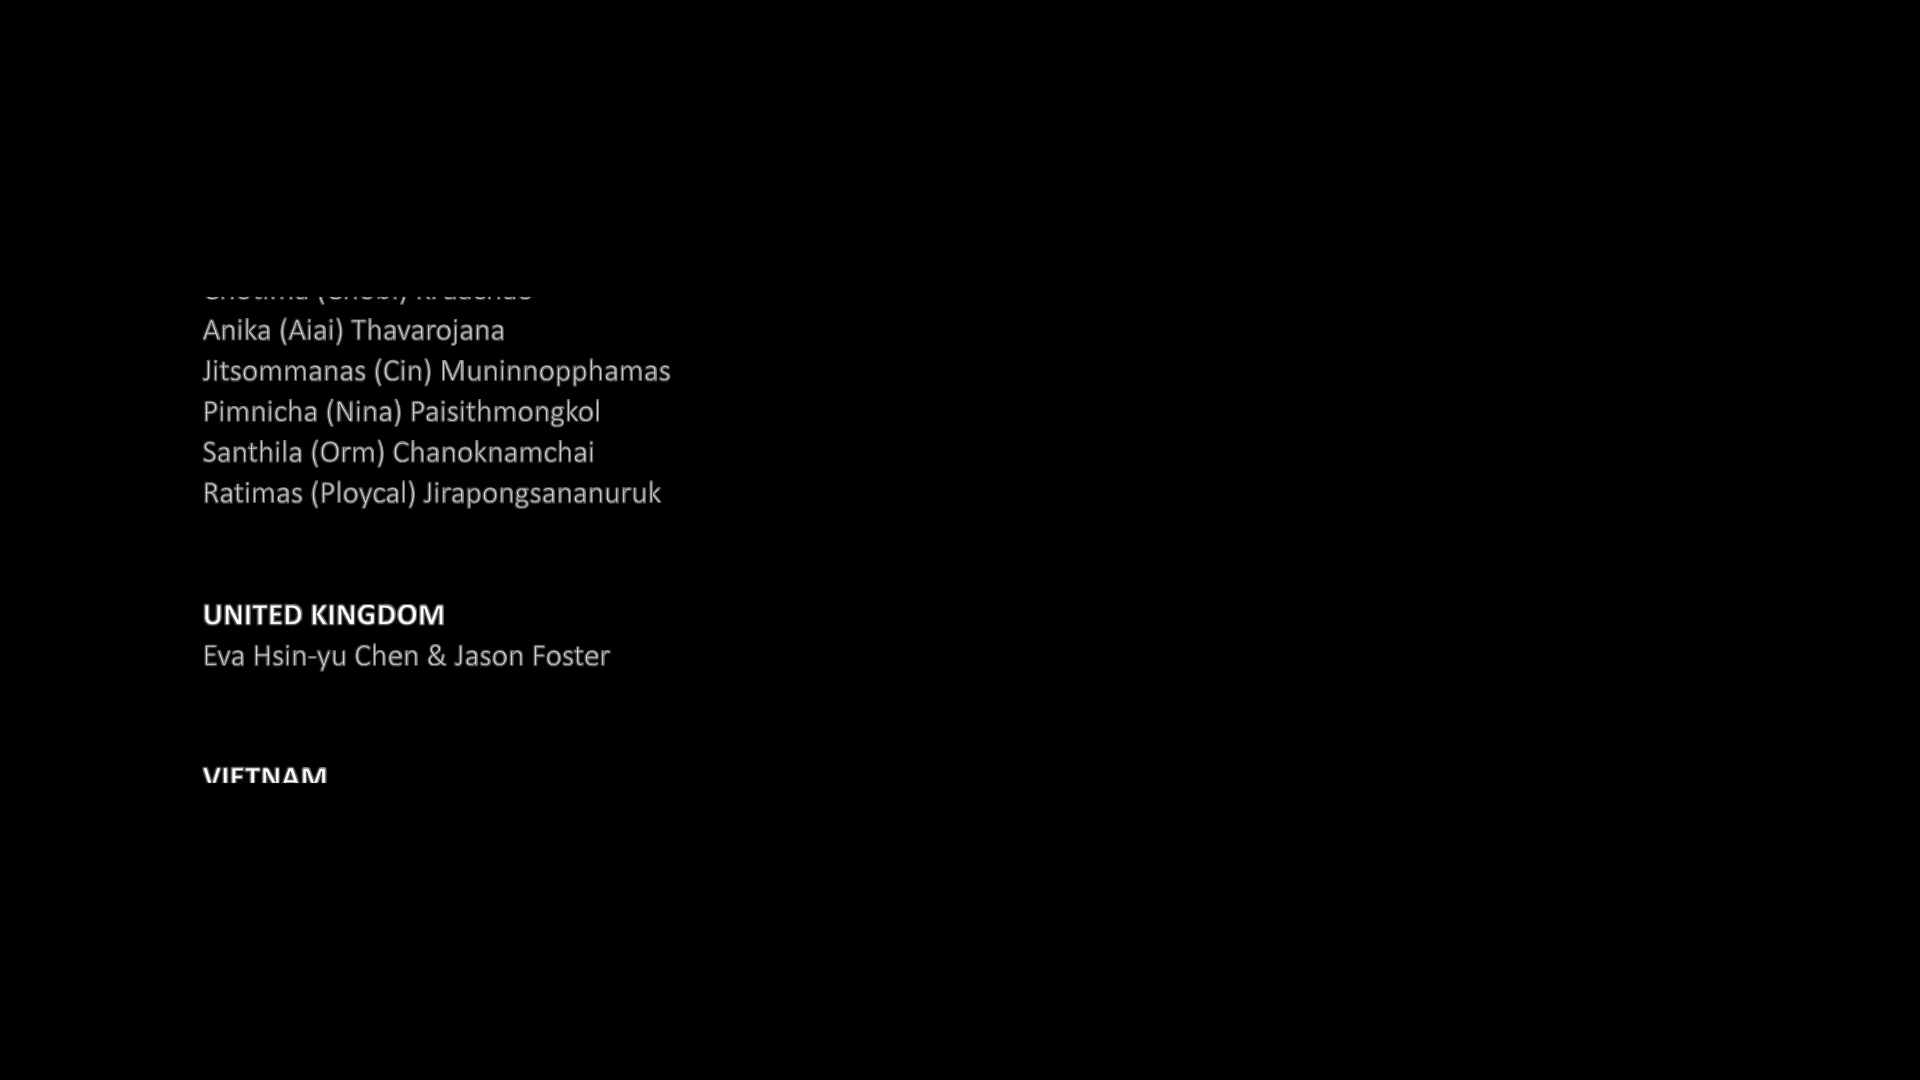 Anika (Aiai) Thavarojana
Jitsommanas (Cin) Muninnopphamas
Pimnicha (Nina) Paisithmongkol
Santhila (Orm) Chanoknamchai
Ratimas (Ploycal) Jirapongsananuruk
UNITED KINGDOM
Eva Hsin-yu Chen & Jason Foster
VIETNAM